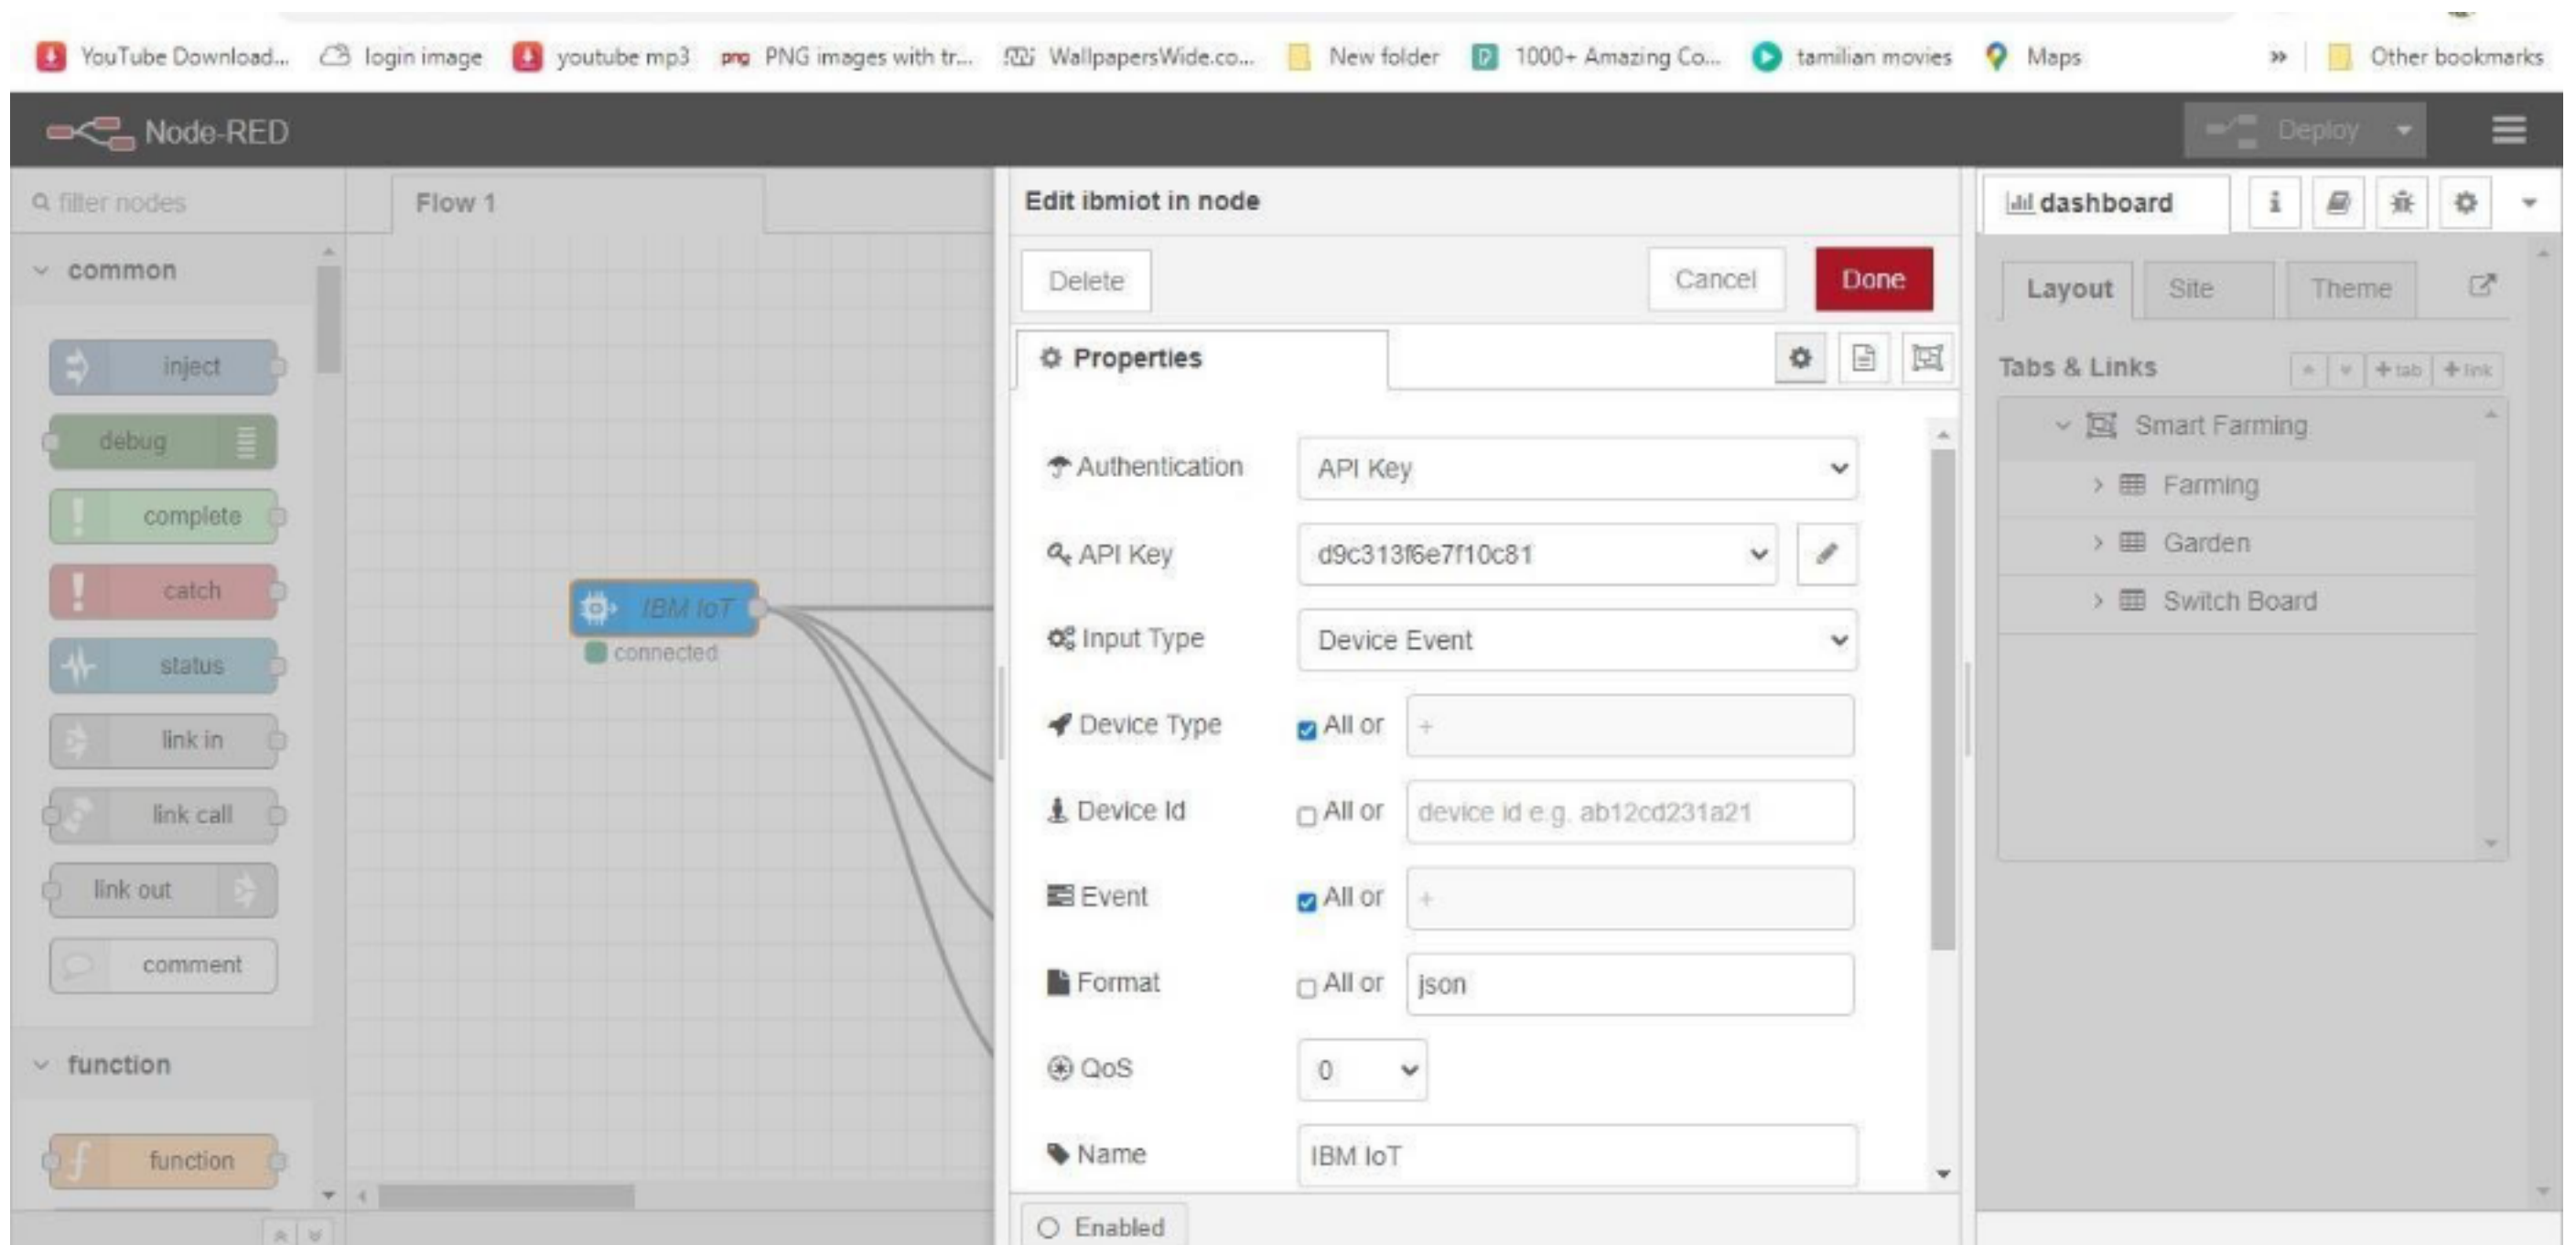 YouTube Download... login image youtube mp3 png PNG images with tr... WallpapersWide.co... New folder 1000+ Amazing Co... tamilian movies Maps » Other bookmarks
Node-RED Deploy
filter nodes
common
inject
debug
complete
catch
status
link in
link call
link out
comment
function
function
Flow 1
IBM IoT
connected
Edit ibmiot in node
Delete Cancel Done
Properties
Authentication API Key
API Key d9c313f6e7f10c81
Input Type Device Event
Device Type All or +
Device Id All or device id e.g. ab12cd231a21
Event All or +
Format All or json
QoS 0
Name IBM IoT
Enabled
dashboard i
Layout Site Theme
Tabs & Links +tab +link
Smart Farming
Farming
Garden
Switch Board